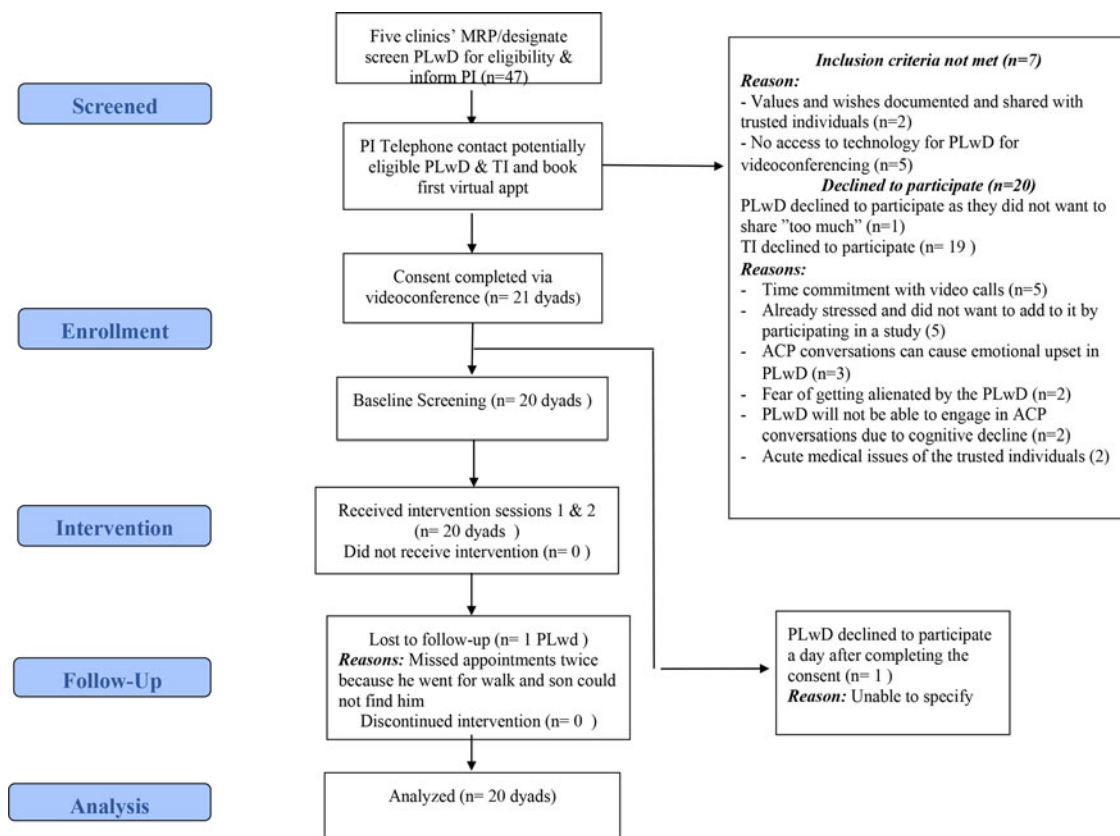 Five clinics’ MRP/designate
screen PLwD for eligibility &
inform PI (n=47)
Screened
PI Telephone contact potentially
eligible PLwD & TI and book
first virtual appt
Inclusion criteria not met (n=7)
Reason:
- Values and wishes documented and shared with
trusted individuals (n=2)
- No access to technology for PLwD for
videoconferencing (n=5)
Declined to participate (n=20)
PLwD declined to participate as they did not want to
share ”too much” (n=1)
TI declined to participate (n= 19 )
Reasons:
- Time commitment with video calls (n=5)
- Already stressed and did not want to add to it by
participating in a study (5)
- ACP conversations can cause emotional upset in
PLwD (n=3)
- Fear of getting alienated by the PLwD (n=2)
- PLwD will not be able to engage in ACP
conversations due to cognitive decline (n=2)
- Acute medical issues of the trusted individuals (2)
Consent completed via
videoconference (n= 21 dyads)
Enrollment
Baseline Screening (n= 20 dyads )
Intervention
Received intervention sessions 1 & 2
(n= 20 dyads )
Did not receive intervention (n= 0 )
Follow-Up
Lost to follow-up (n= 1 PLwd )
Reasons: Missed appointments twice
because he went for walk and son could
not find him
Discontinued intervention (n= 0 )
PLwD declined to participate
a day after completing the
consent (n= 1 )
Reason: Unable to specify
Analysis
Analyzed (n= 20 dyads)